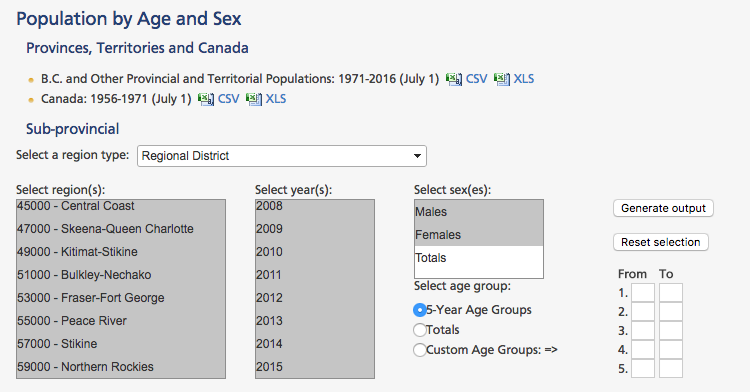 Population by Age and Sex
Provinces, Territories and Canada
B.C. and Other Provincial and Territorial Populations: 1971-2016 (July 1) CSV XLS
Canada: 1956-1971 (July 1) CSV XLS
Sub-provincial
Select a region type: Regional District
Select region(s):
45000 - Central Coast
47000 - Skeena-Queen Charlotte
49000 - Kitimat-Stikine
51000 - Bulkley-Nechako
53000 - Fraser-Fort George
55000 - Peace River
57000 - Stikine
59000 - Northern Rockies
Select year(s):
2008
2009
2010
2011
2012
2013
2014
2015
Select sex(es):
Males
Females
Totals
Select age group:
5-Year Age Groups
Totals
Custom Age Groups: =>
Generate output
Reset selection
From To
1.
2.
3.
4.
5.